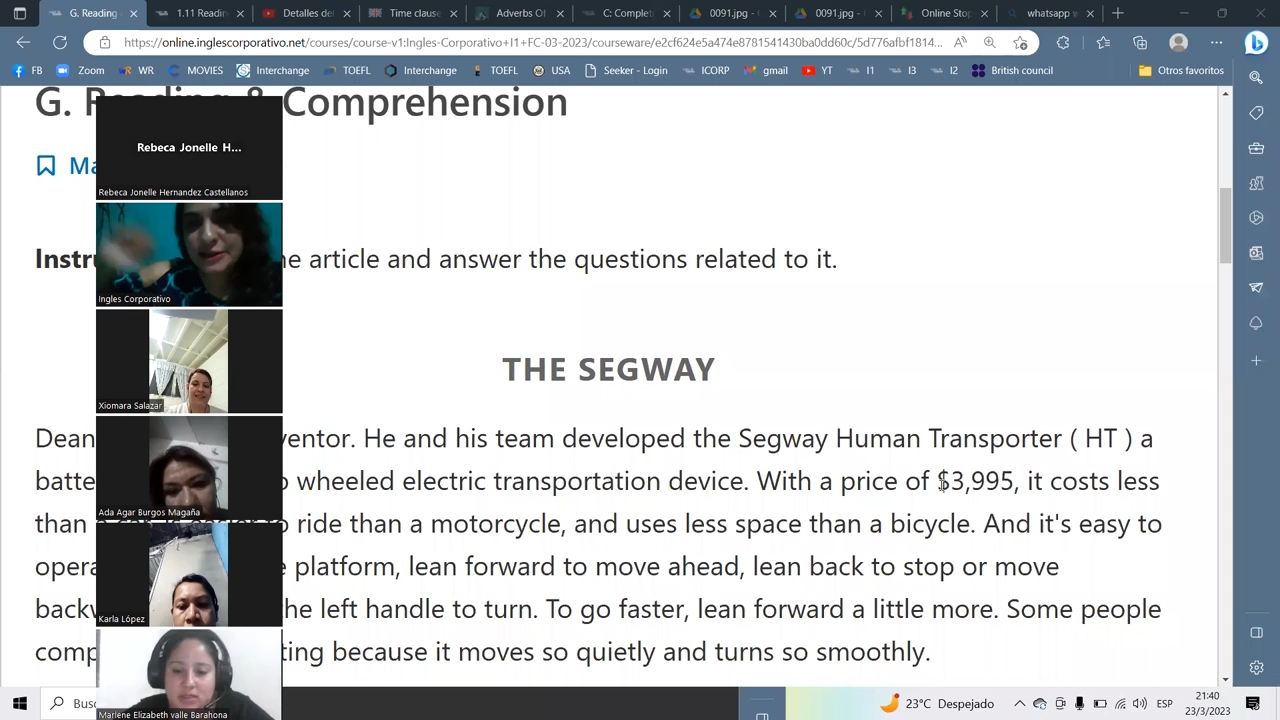 G. Reading
1.11 Readin
Detalles del
Time clause
Adverbs Of
C: Complet
0091.jpg -
0091.jpg -
Online Stop
whatsapp w
https://online.inglescorporativo.net/courses/course-v1:Ingles-Corporativo+I1+FC-03-2023/courseware/e2cf624e5a474e8781541430ba0dd60c/5d776afbf1814...
FB Zoom WR MOVIES Interchange TOEFL Interchange TOEFL USA Seeker - Login ICORP gmail YT I1 I3 I2 British council Otros favoritos
G. R Comprehension
Ma
Instru e article and answer the questions related to it.
THE SEGWAY
Dean ventor. He and his team developed the Segway Human Transporter ( HT ) a
batte o wheeled electric transportation device. With a price of $3,995, it costs less
than a car, is easier to ride than a motorcycle, and uses less space than a bicycle. And it's easy to
opera e platform, lean forward to move ahead, lean back to stop or move
backw he left handle to turn. To go faster, lean forward a little more. Some people
comp ting because it moves so quietly and turns so smoothly.
Rebeca Jonelle H...
Rebeca Jonelle Hernandez Castellanos
Ingles Corporativo
Xiomara Salazar
Ada Agar Burgos Magaña
Karla López
Marlene Elizabeth valle Barahona
Busc
23°C Despejado
ESP
21:40
23/3/2023